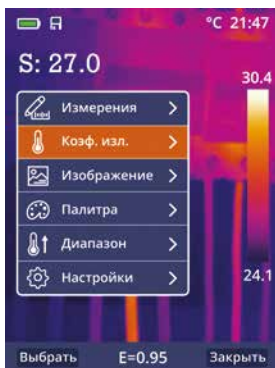 °C 21:47
S: 27.0
30.4
Измерения
Коэф. изл.
Изображение
Палитра
Диапазон
Настройки
24.1
Выбрать E=0.95 Закрыть